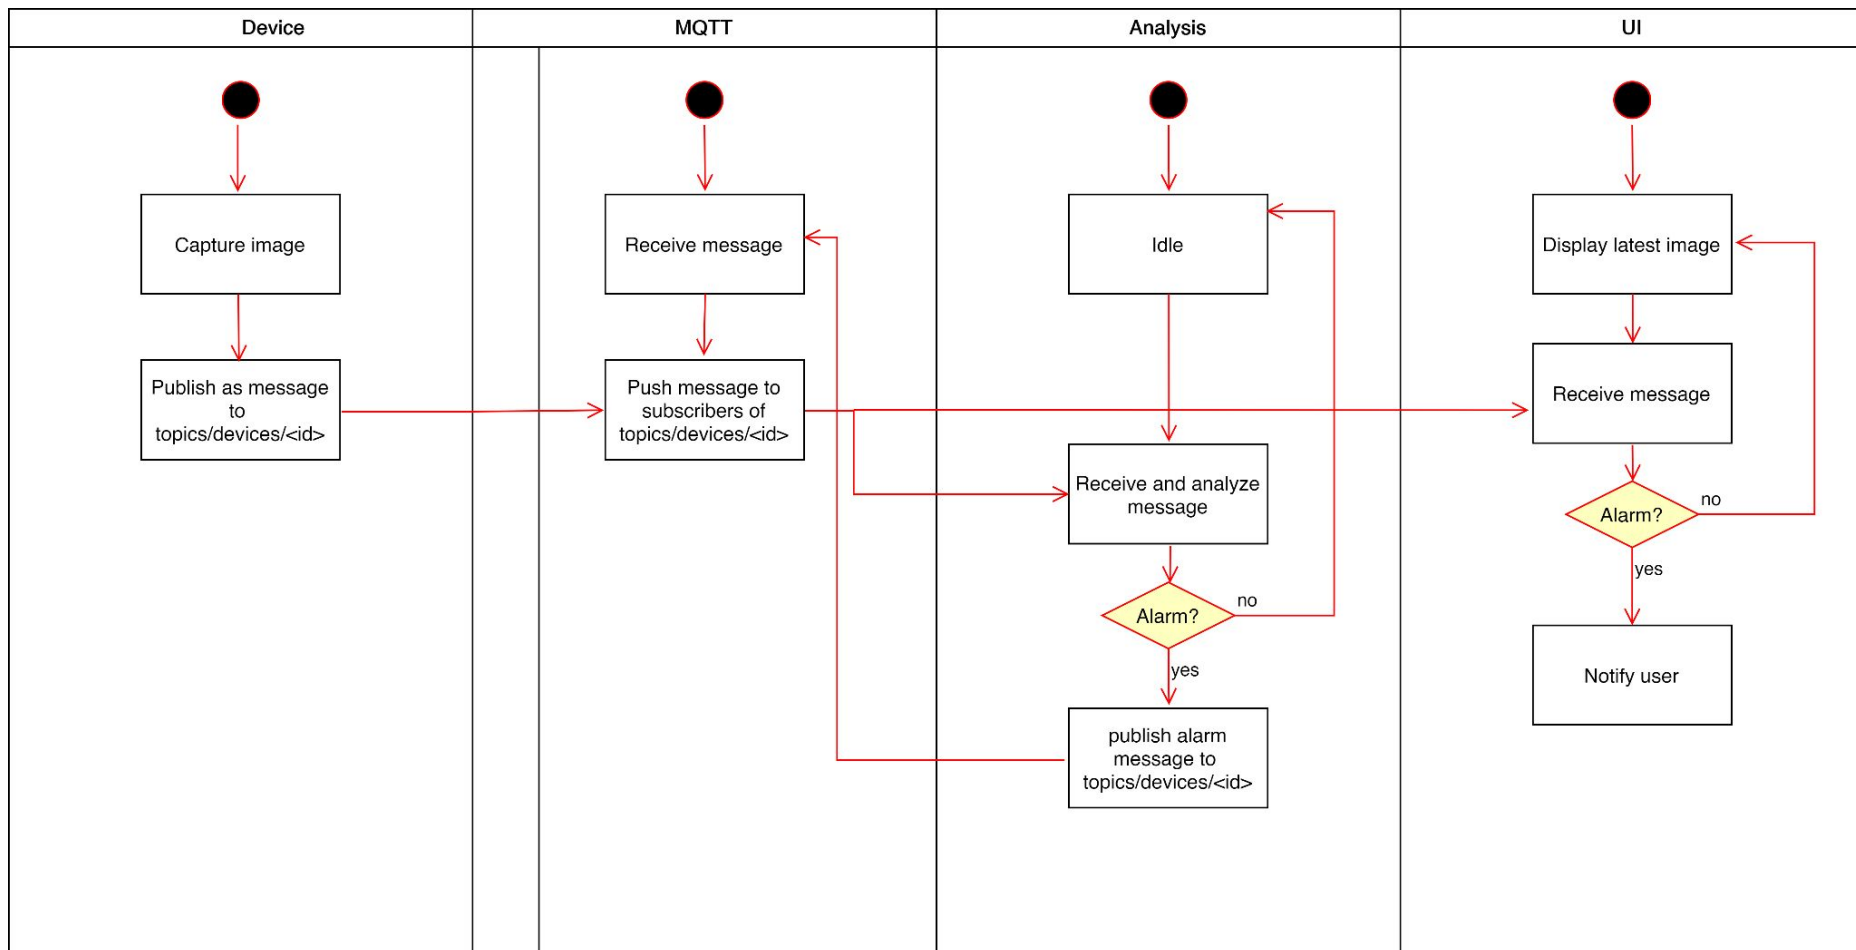 Device
MQTT
Analysis
UI
Capture image
Receive message
Idle
Display latest image
Publish as message
to
topics/devices/<id>
Push message to
subscribers of
topics/devices/<id>
Receive message
Receive and analyze
message
Alarm?
no
yes
Alarm?
no
yes
Notify user
publish alarm
message to
topics/devices/<id>